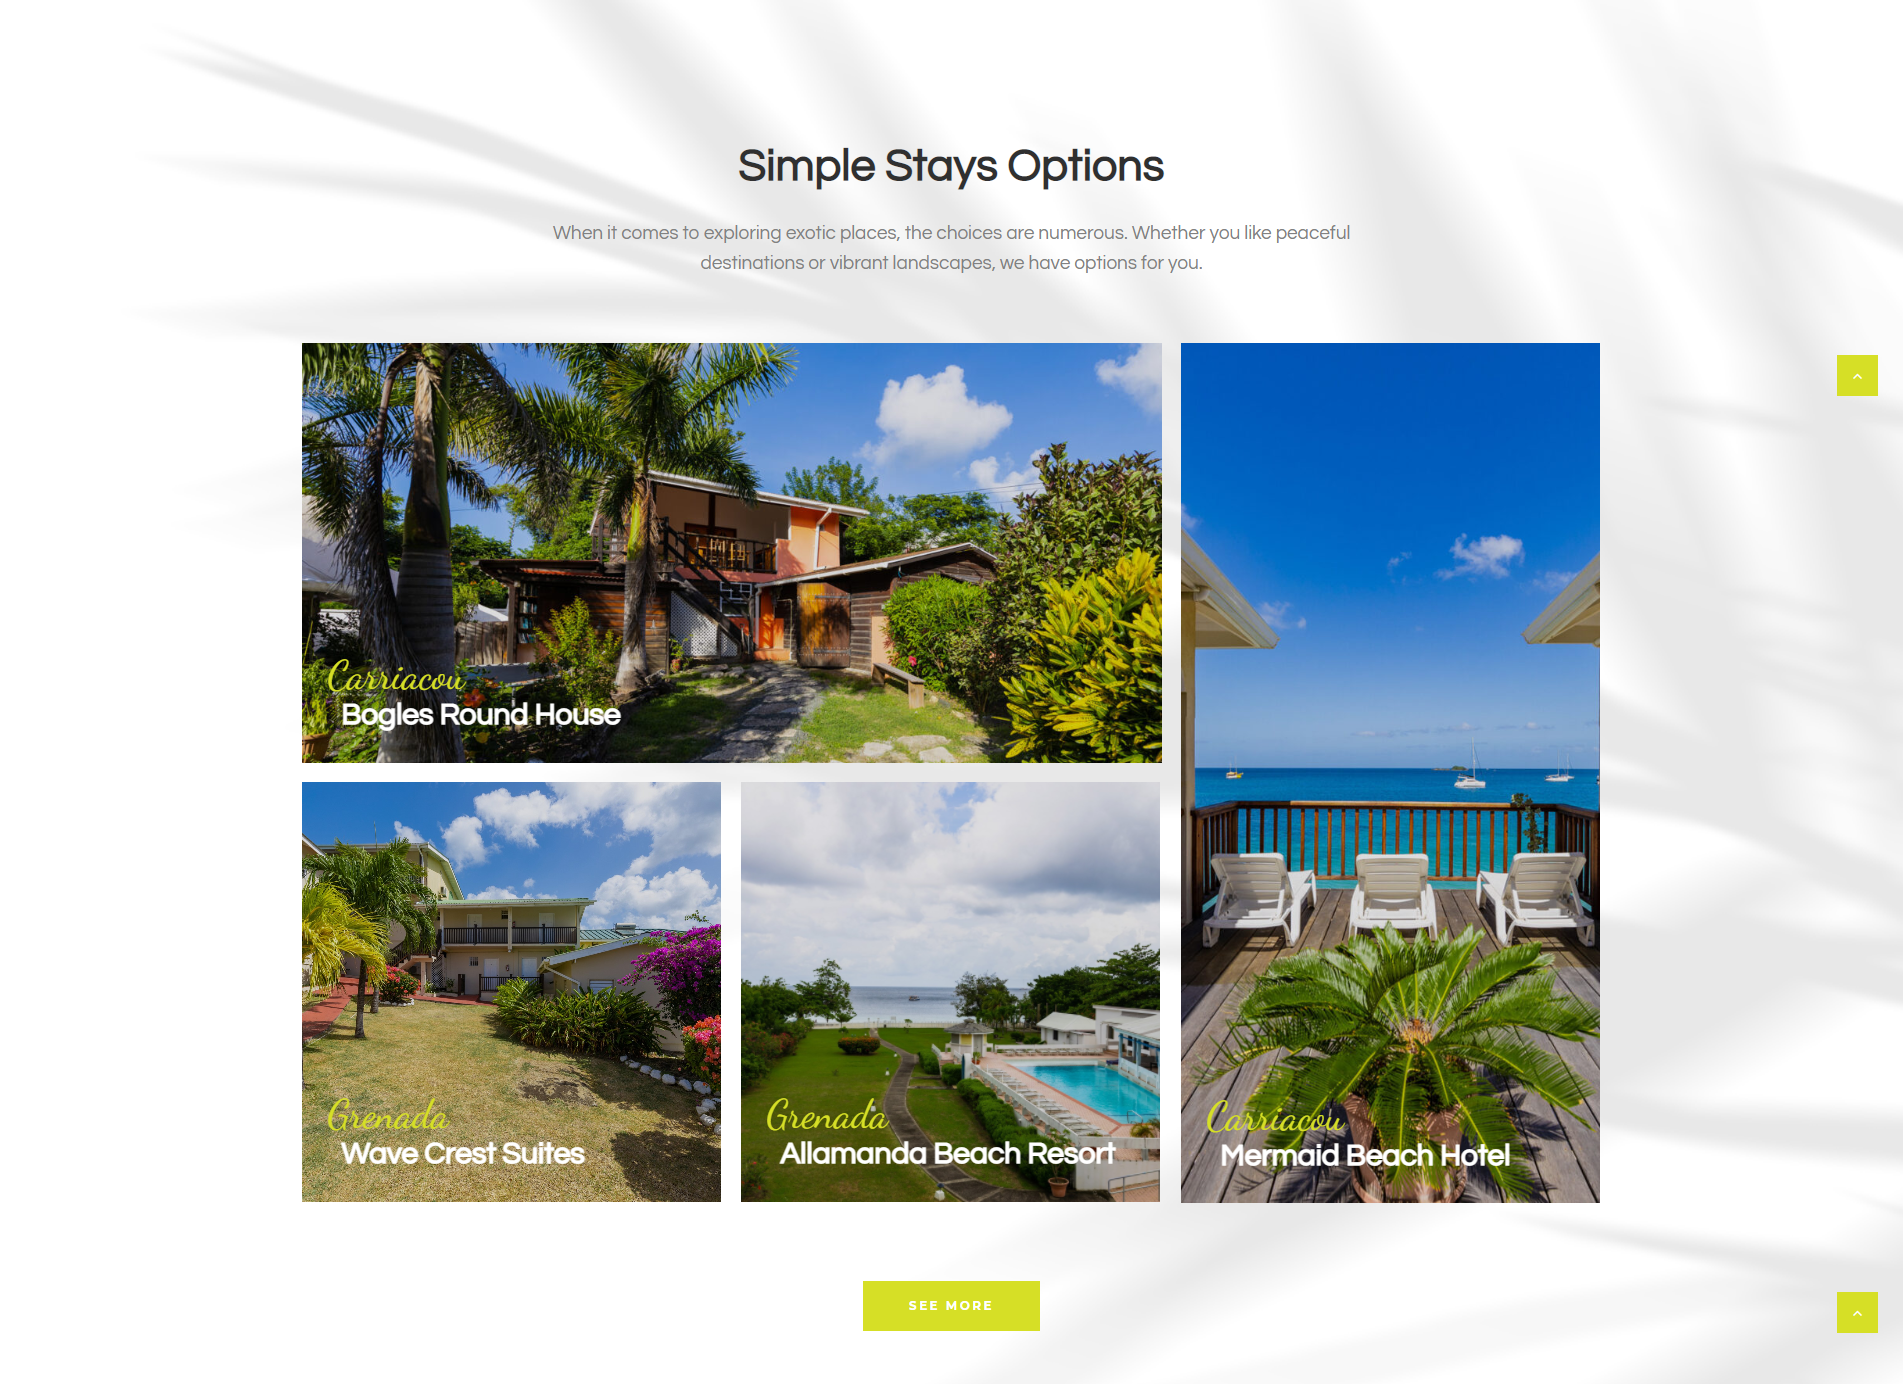 Simple Stays Options
When it comes to exploring exotic places, the choices are numerous. Whether you like peaceful
destinations or vibrant landscapes, we have options for you.
Carriacou
Bogles Round House
Grenada
Wave Crest Suites
Grenada
Allamanda Beach Resort
Carriacou
Mermaid Beach Hotel
SEE MORE